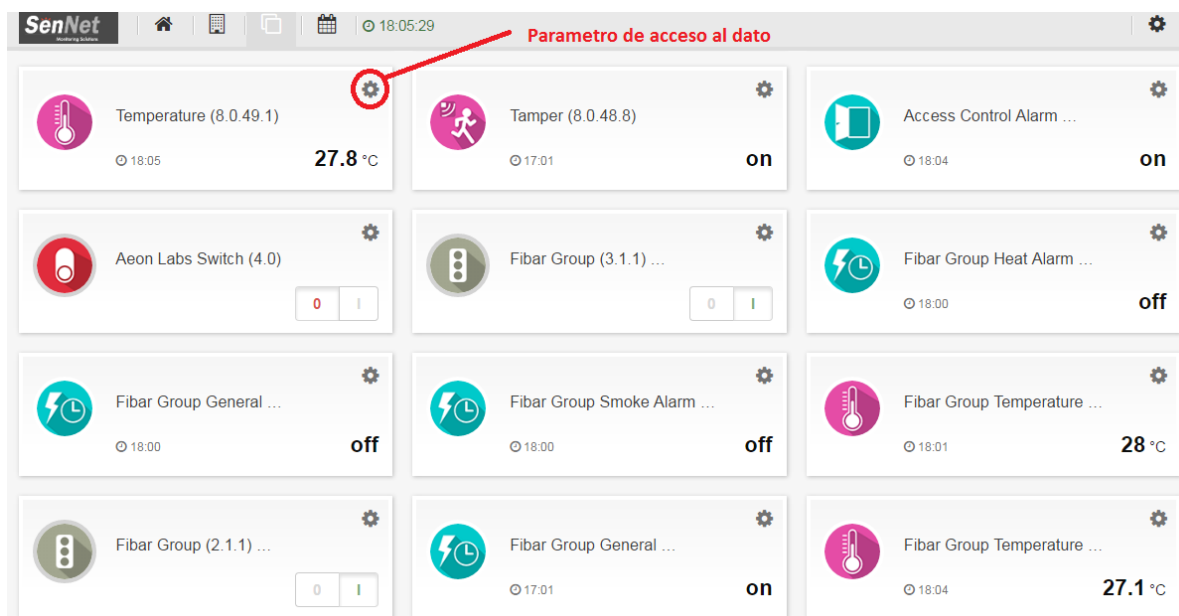 SenNet
Monitoring Solutions
18:05:29
Parametro de acceso al dato
Temperature (8.0.49.1)
18:05
27.8 °C
Tamper (8.0.48.8)
17:01
on
Access Control Alarm ...
18:04
on
Aeon Labs Switch (4.0)
0 I
Fibar Group (3.1.1) ...
0 I
Fibar Group Heat Alarm ...
18:00
off
Fibar Group General ...
18:00
off
Fibar Group Smoke Alarm ...
18:00
off
Fibar Group Temperature ...
18:01
28 °C
Fibar Group (2.1.1) ...
0 I
Fibar Group General ...
17:01
on
Fibar Group Temperature ...
18:04
27.1 °C